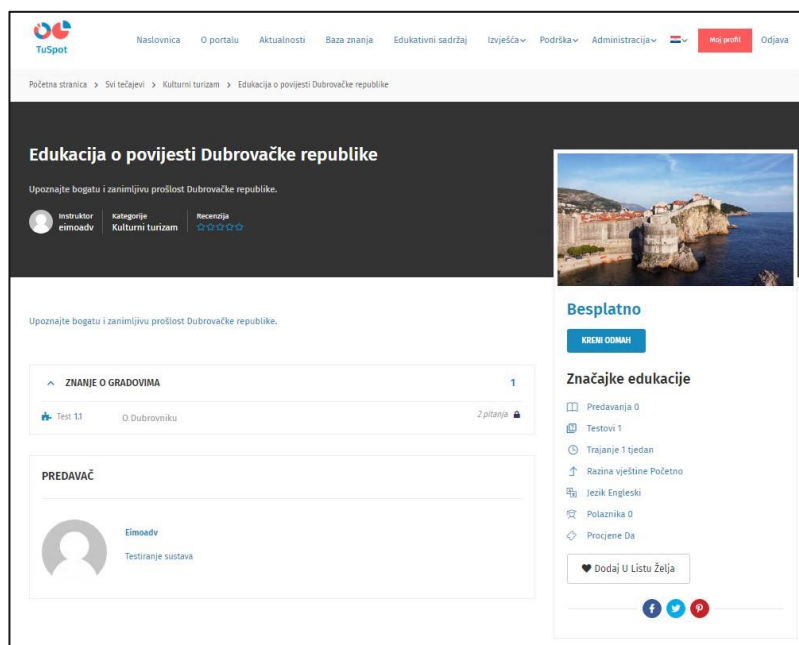 TuSpot
Naslovnica O portalu Aktualnosti Baza znanja Edukativni sadržaj Izvješća Podrška Administracija Moj profil Odjava
Početna stranica > Svi tečajevi > Kulturni turizam > Edukacija o povijesti Dubrovačke republike
Edukacija o povijesti Dubrovačke republike
Upoznajte bogatu i zanimljivu prošlost Dubrovačke republike.
Instruktor Kategorije Recenzija
eimoadv Kulturni turizam
Upoznajte bogatu i zanimljivu prošlost Dubrovačke republike.
ZNANJE O GRADOVIMA 1
Test 1.1 O Dubrovniku 2 pitanja
PREDAVAČ
Eimoadv
Testiranje sustava
Besplatno
KRENI ODMAH
Značajke edukacije
Predavanja 0
Testovi 1
Trajanje 1 tjedan
Razina vještine Početno
Jezik Engleski
Polaznika 0
Procjene Da
Dodaj U Listu Želja